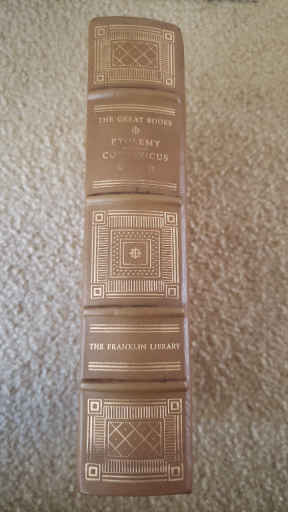 THE GREAT BOOKS
PTOLEMY
COPERNICUS
THE FRANKLIN LIBRARY